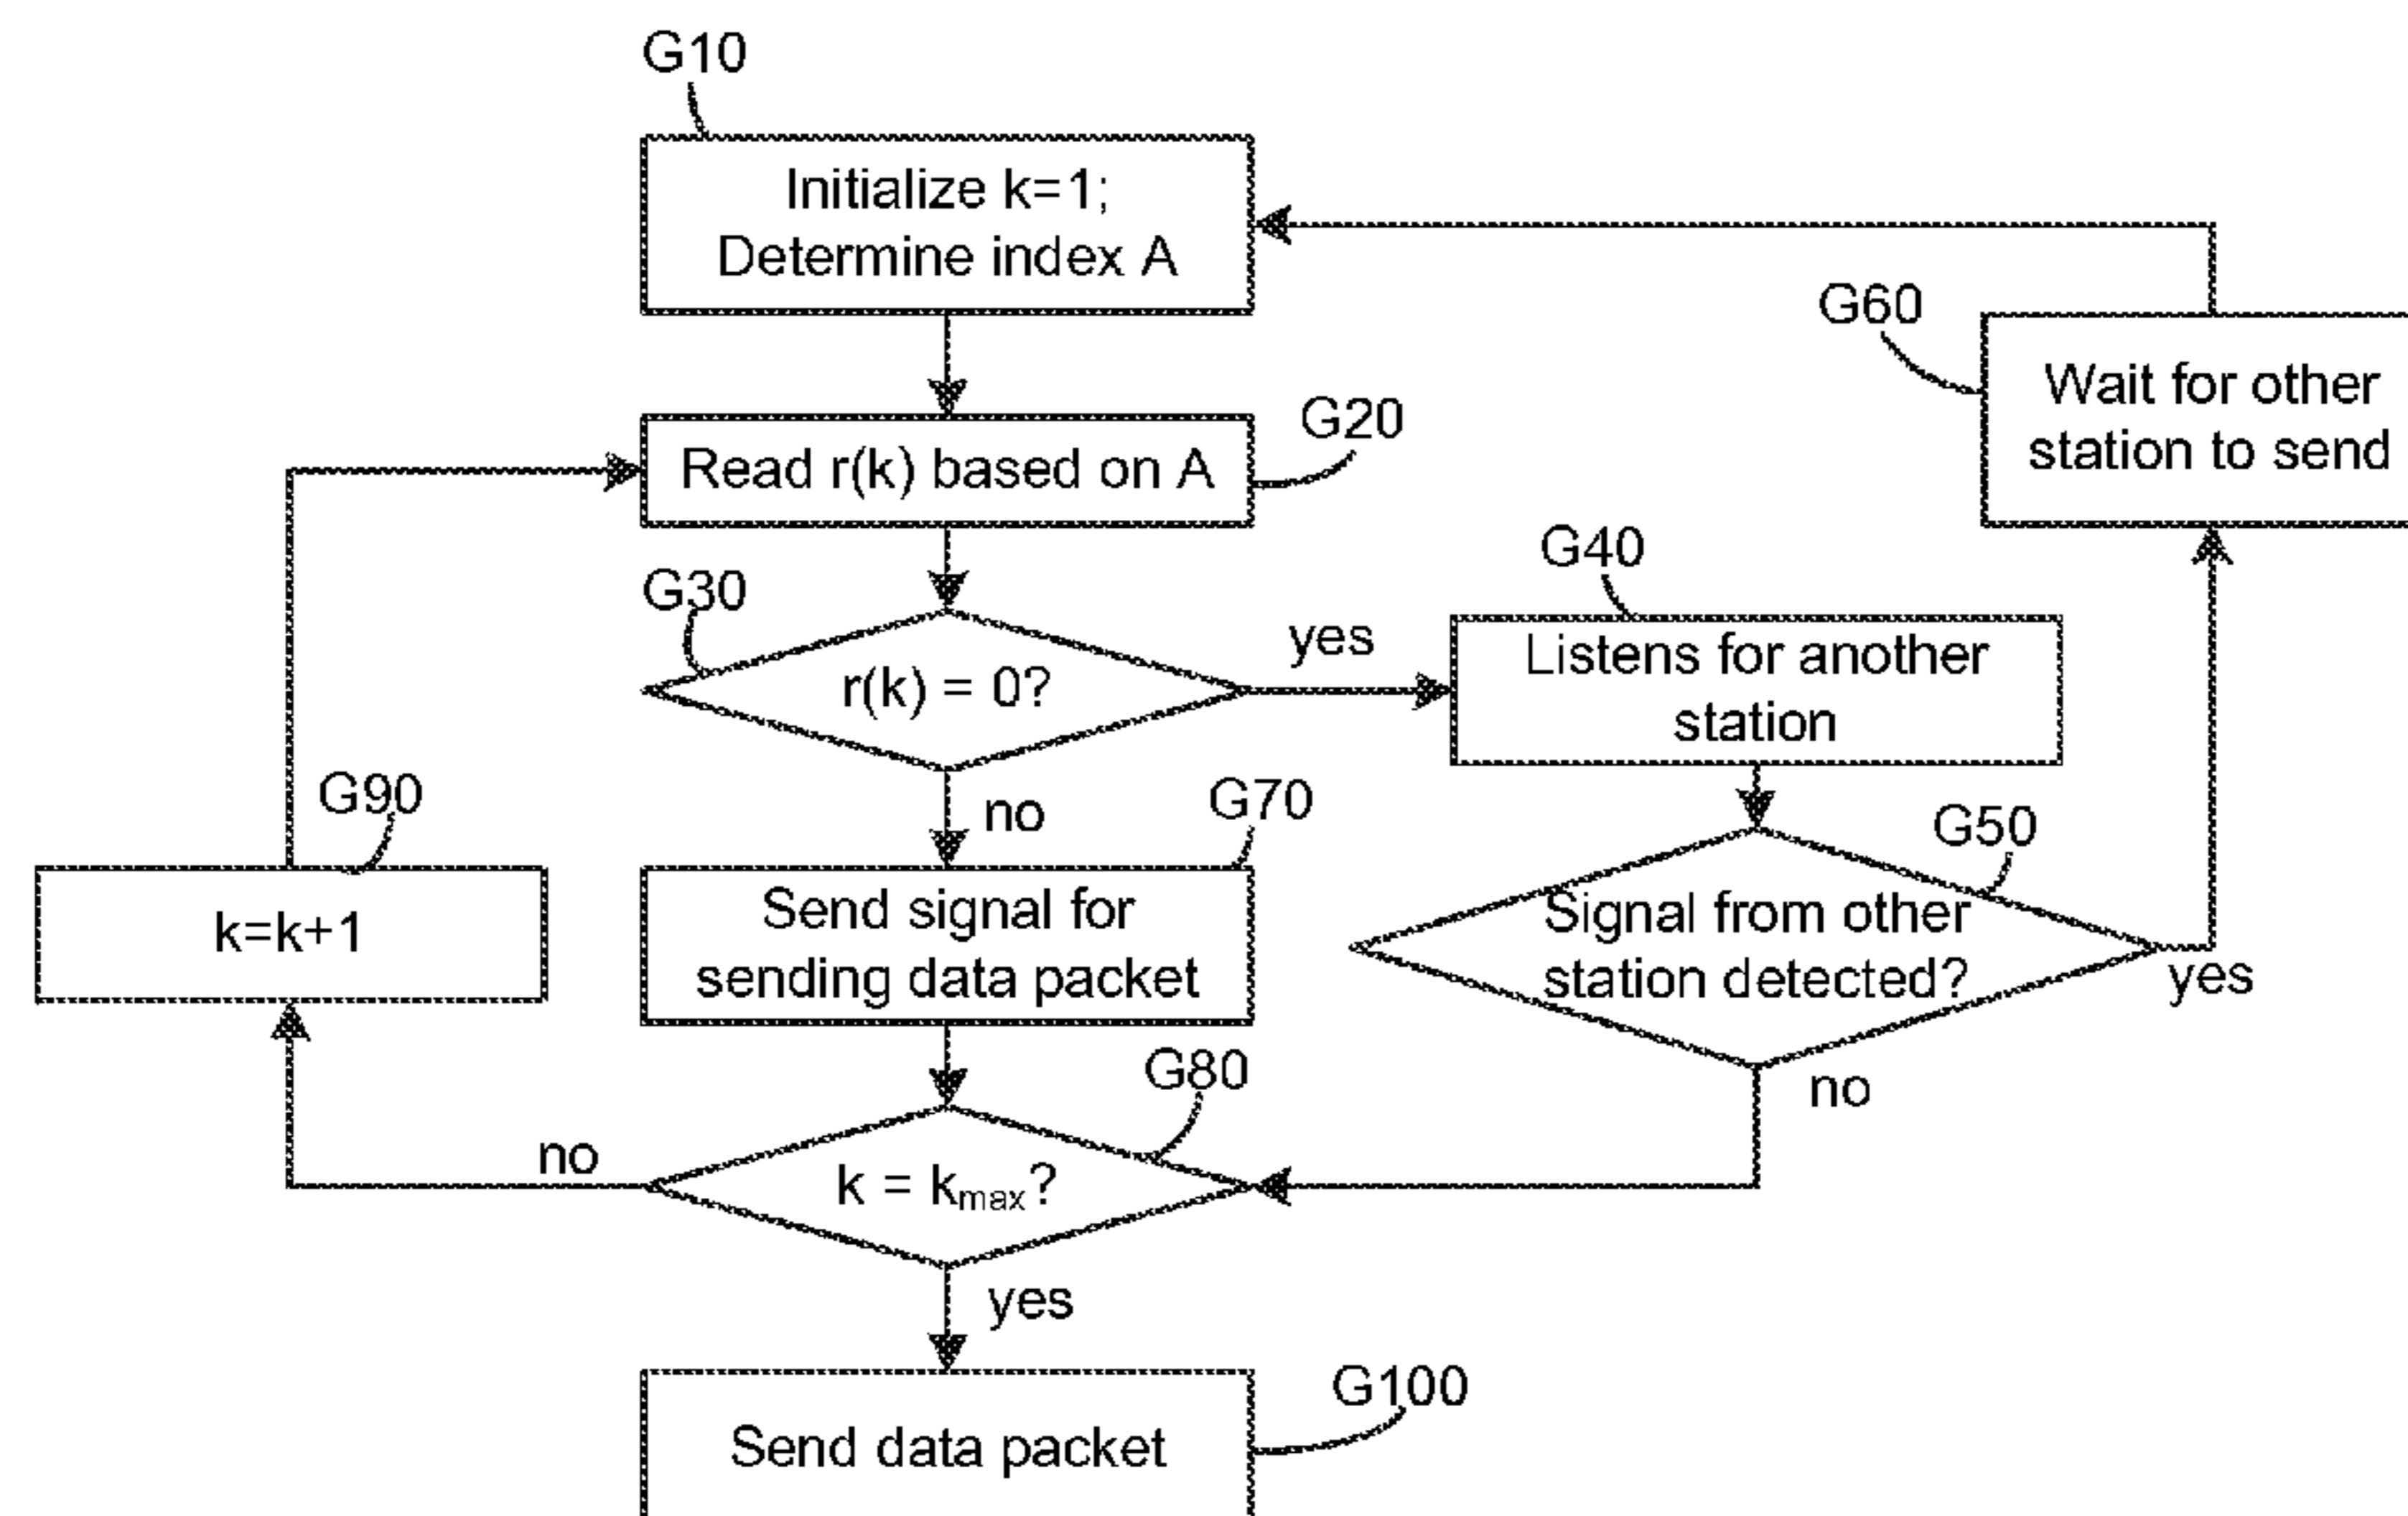 G10
Initialize k=1;
Determine index A
G60
Wait for other
station to send
G20
Read r(k) based on A
G40
G30
r(k) = 0?
yes
Listens for another
station
G90
no
G70
G50
k=k+1
Send signal for
sending data packet
Signal from other
station detected?
yes
G80
no
no
k = kmax?
yes
G100
Send data packet